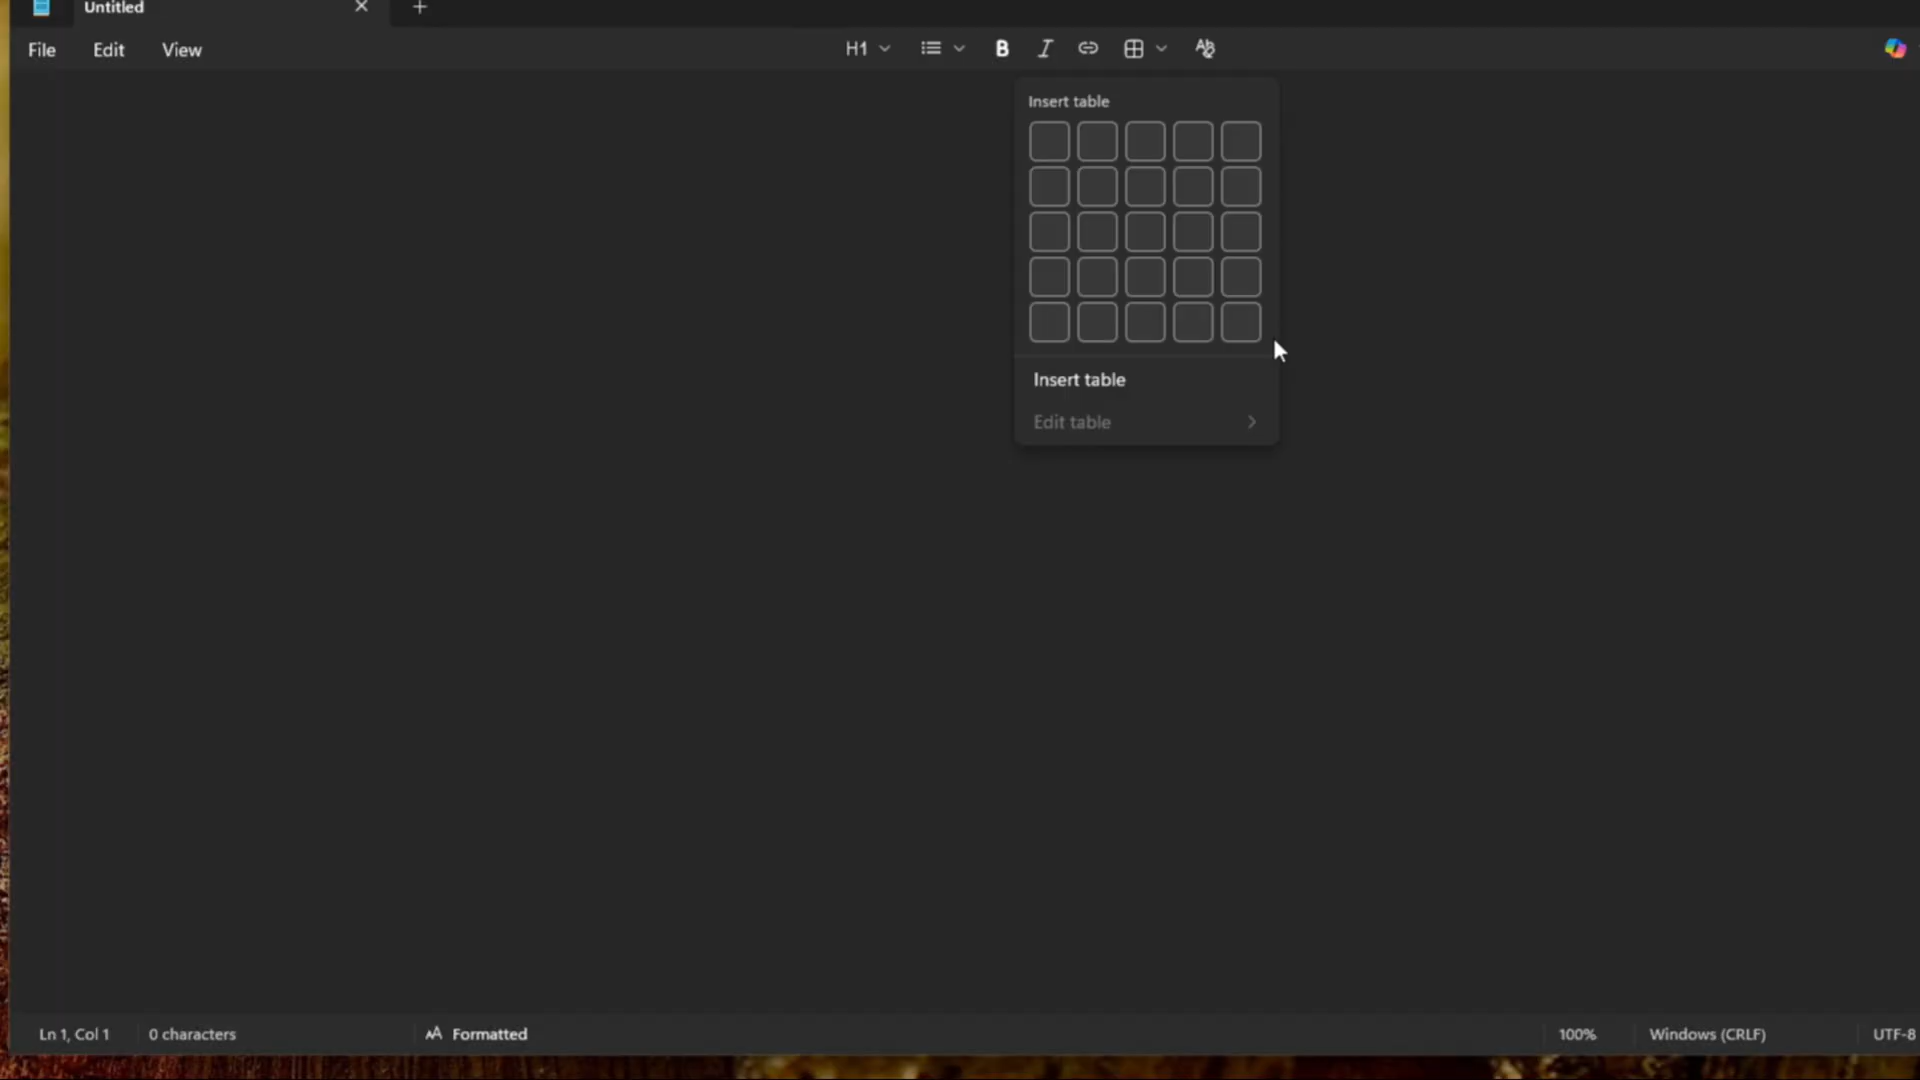 Untitled
File Edit View H1 B I
Insert table
Insert table
Edit table
Ln 1, Col 1 0 characters Formatted 100% Windows (CRLF) UTF-8